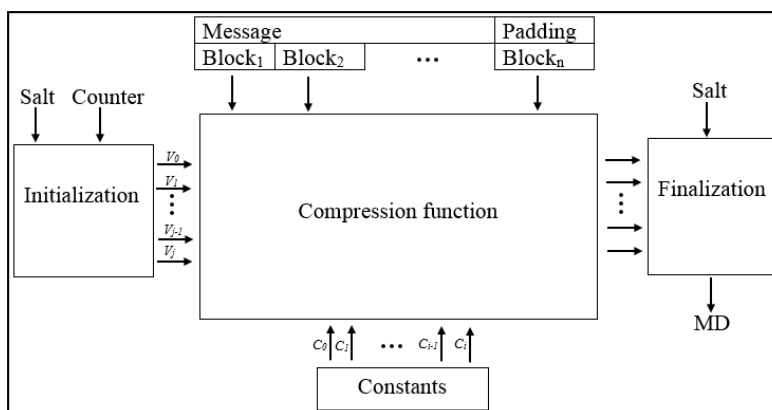 Message Padding
Block₁ Block₂ ... Blockₙ
Salt Counter Salt
V₀
V₁
Initialization Compression function Finalization
Vⱼ₋₁
Vⱼ
MD
C₀ C₁ ... Cᵢ₋₁ Cᵢ
Constants